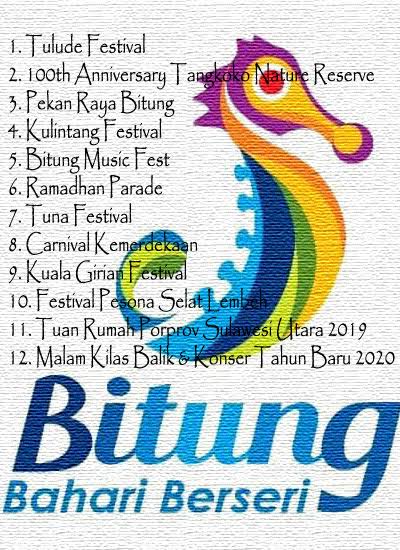 1. Tulude Festival
2. 100th Anniversary Tangkoko Nature Reserve
3. Pekan Raya Bitung
4. Kulintang Festival
5. Bitung Music Fest
6. Ramadhan Parade
7. Tuna Festival
8. Carnival Kemerdekaan
9. Kuala Girian Festival
10. Festival Pesona Selat Lembeh
11. Tuan Rumah Porprov Sulawesi Utara 2019
12. Malam Kilas Balik & Konser Tahun Baru 2020
Bitung
Bahari Berseri